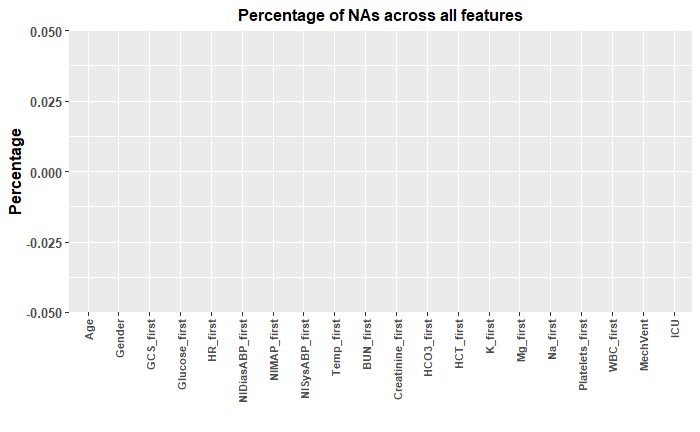 Percentage of NAs across all features
Percentage
0.050
0.025
0.000
-0.025
-0.050
Age
Gender
GCS_first
Glucose_first
HR_first
NIDiasABP_first
NIMAP_first
NISysABP_first
Temp_first
BUN_first
Creatinine_first
HCO3_first
HCT_first
K_first
Mg_first
Na_first
Platelets_first
WBC_first
MechVent
ICU